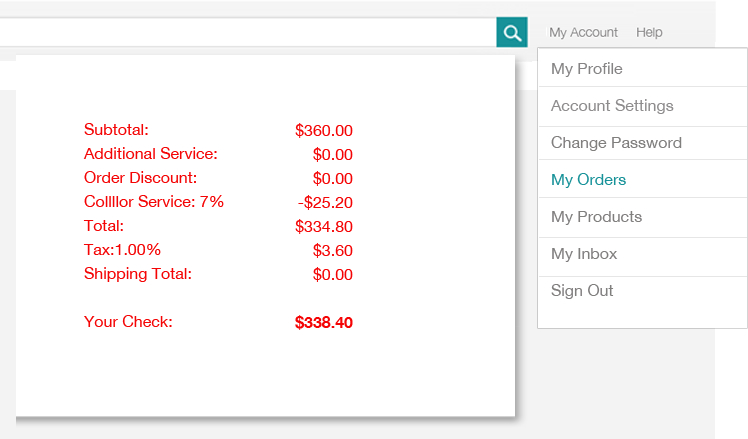 My Account Help
My Profile
Account Settings
Change Password
My Orders
My Products
My Inbox
Sign Out
Subtotal: $360.00
Additional Service: $0.00
Order Discount: $0.00
Collllor Service: 7% -$25.20
Total: $334.80
Tax:1.00% $3.60
Shipping Total: $0.00
Your Check: $338.40